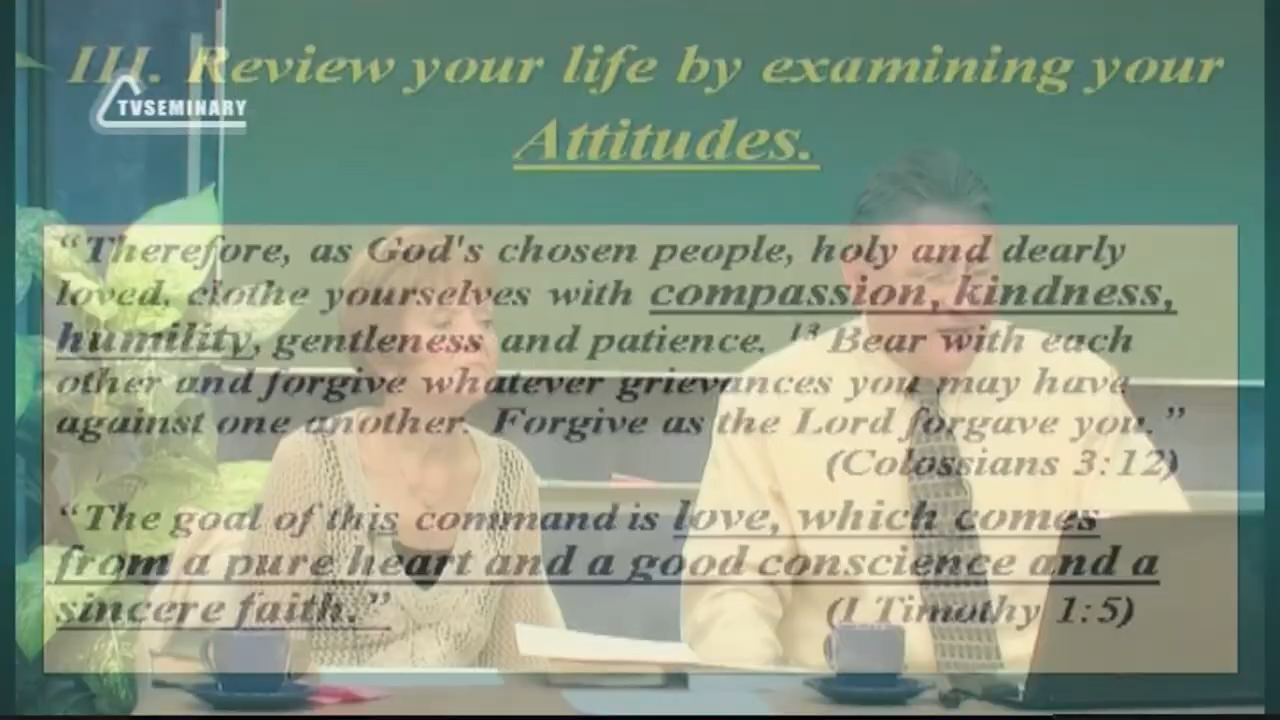 III. Review your life by examining your
Attitudes.
TVSEMINARY
“Therefore, as God's chosen people, holy and dearly
loved, clothe yourselves with compassion, kindness,
humility, gentleness and patience. 13 Bear with each
other and forgive whatever grievances you may have
against one another. Forgive as the Lord forgave you.”
(Colossians 3:12)
“The goal of this command is love, which comes
from a pure heart and a good conscience and a
sincere faith.” (I Timothy 1:5)